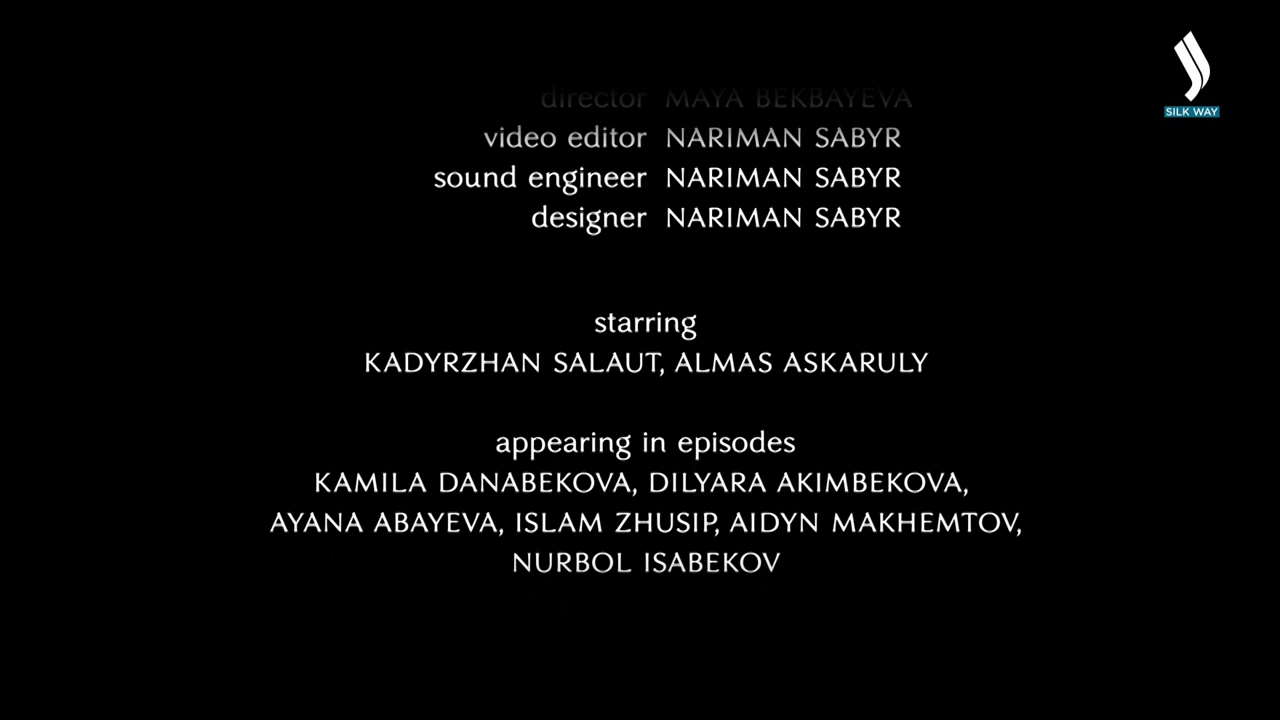 director MAYA BEKBAYEVA
SILK WAY
video editor NARIMAN SABYR
sound engineer NARIMAN SABYR
designer NARIMAN SABYR
starring
KADYRZHAN SALAUT, ALMAS ASKARULY
appearing in episodes
KAMILA DANABEKOVA, DILYARA AKIMBEKOVA,
AYANA ABAYEVA, ISLAM ZHUSIP, AIDYN MAKHEMTOV,
NURBOL ISABEKOV